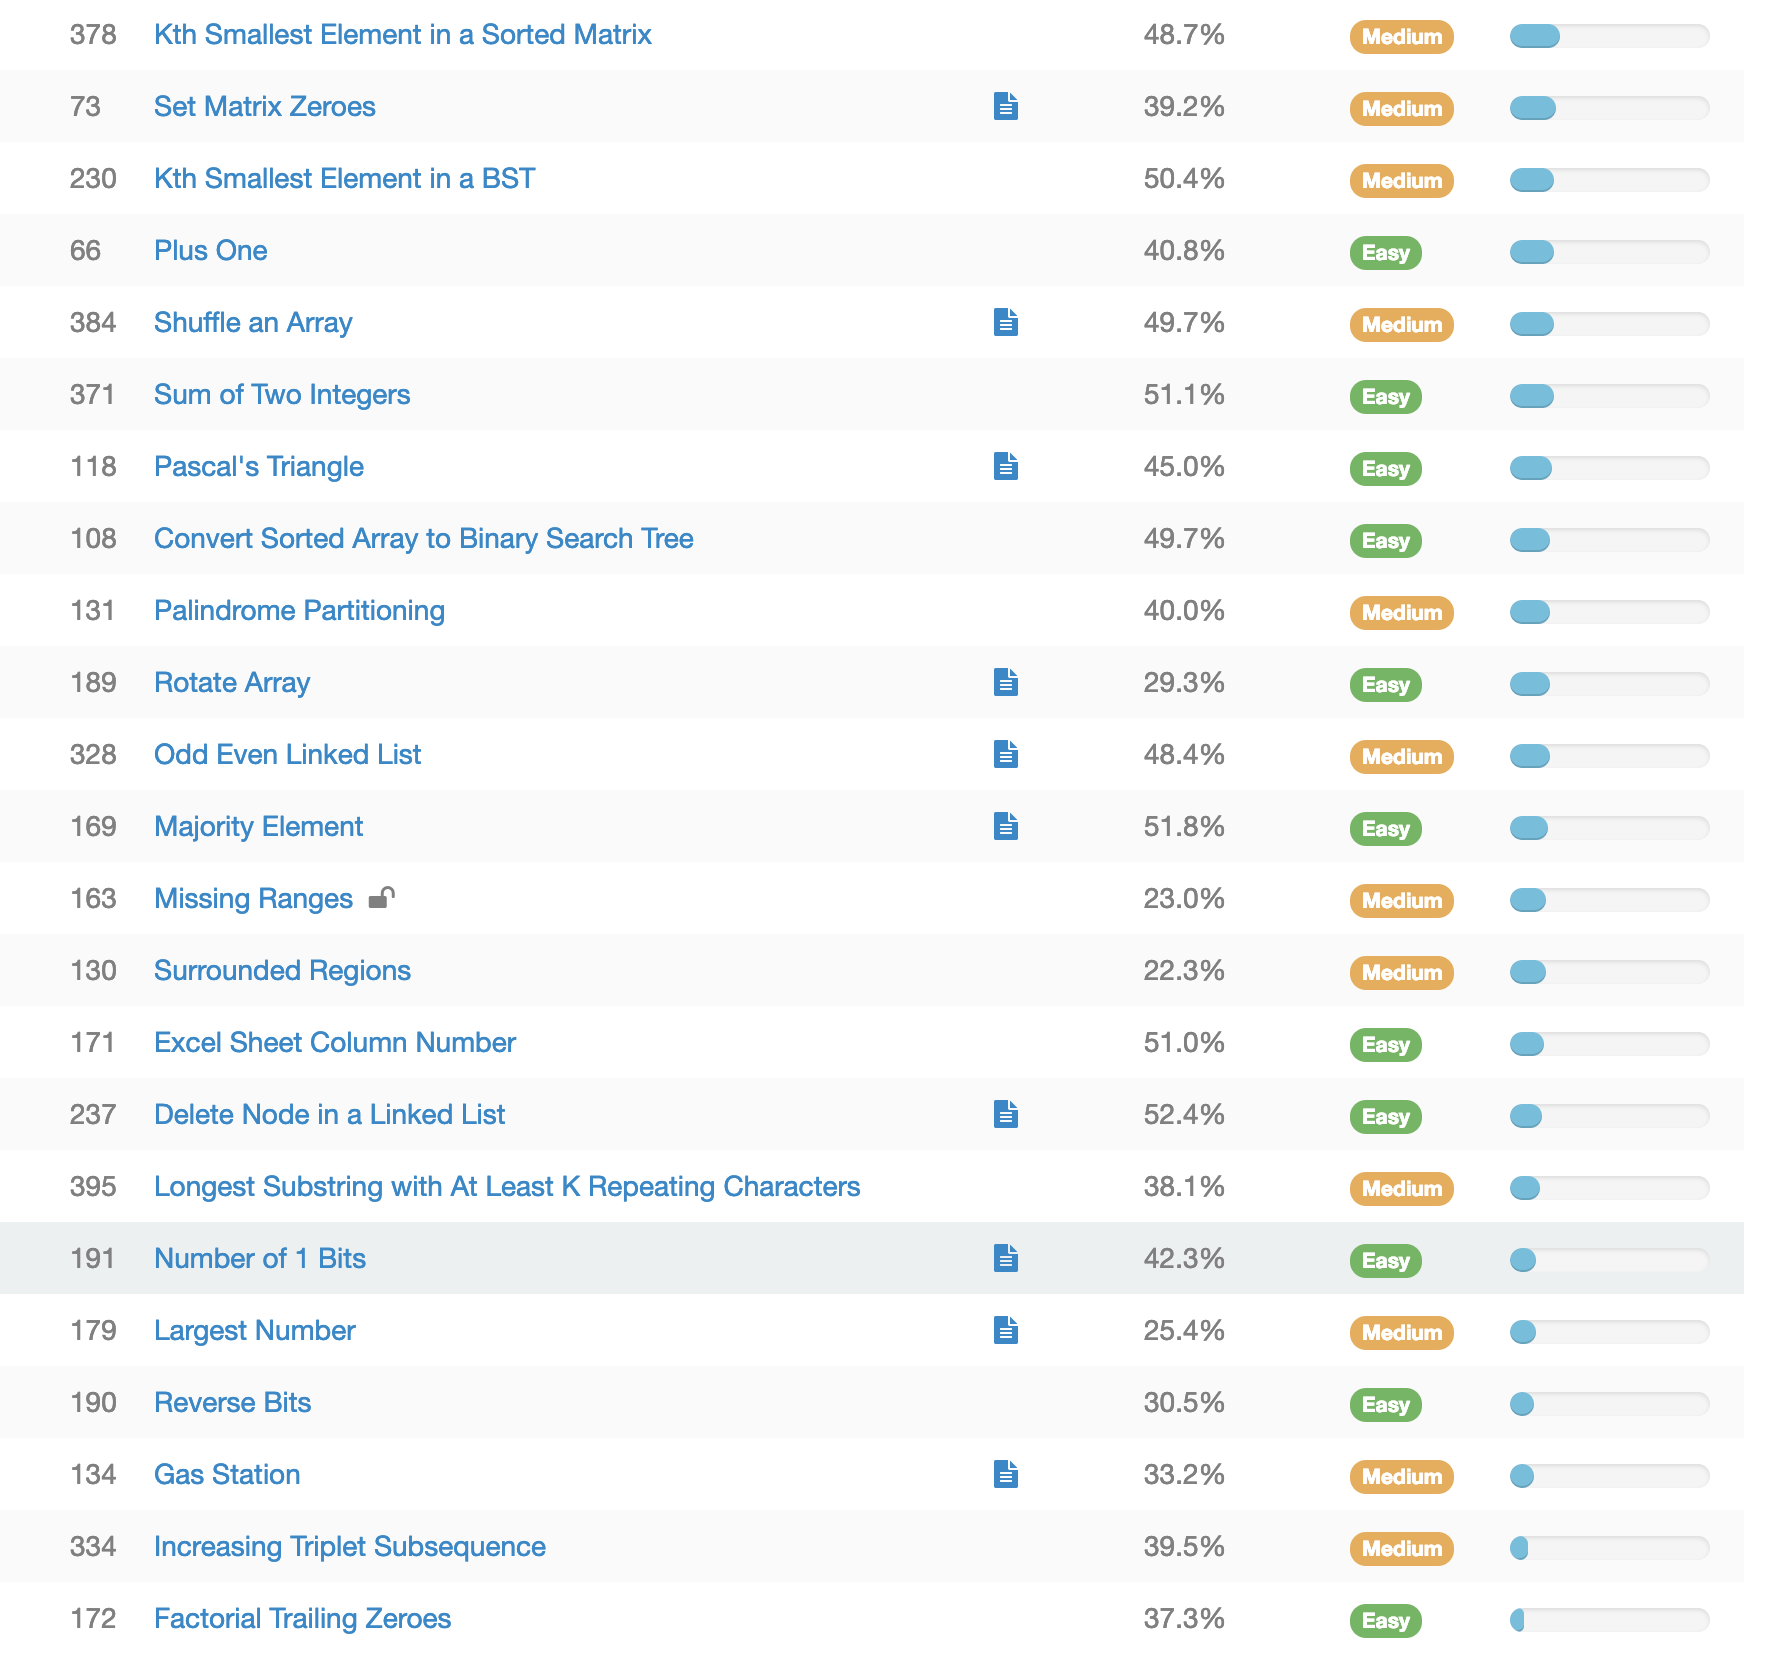 378 Kth Smallest Element in a Sorted Matrix 48.7% Medium
73 Set Matrix Zeroes 39.2% Medium
230 Kth Smallest Element in a BST 50.4% Medium
66 Plus One 40.8% Easy
384 Shuffle an Array 49.7% Medium
371 Sum of Two Integers 51.1% Easy
118 Pascal's Triangle 45.0% Easy
108 Convert Sorted Array to Binary Search Tree 49.7% Easy
131 Palindrome Partitioning 40.0% Medium
189 Rotate Array 29.3% Easy
328 Odd Even Linked List 48.4% Medium
169 Majority Element 51.8% Easy
163 Missing Ranges 23.0% Medium
130 Surrounded Regions 22.3% Medium
171 Excel Sheet Column Number 51.0% Easy
237 Delete Node in a Linked List 52.4% Easy
395 Longest Substring with At Least K Repeating Characters 38.1% Medium
191 Number of 1 Bits 42.3% Easy
179 Largest Number 25.4% Medium
190 Reverse Bits 30.5% Easy
134 Gas Station 33.2% Medium
334 Increasing Triplet Subsequence 39.5% Medium
172 Factorial Trailing Zeroes 37.3% Easy